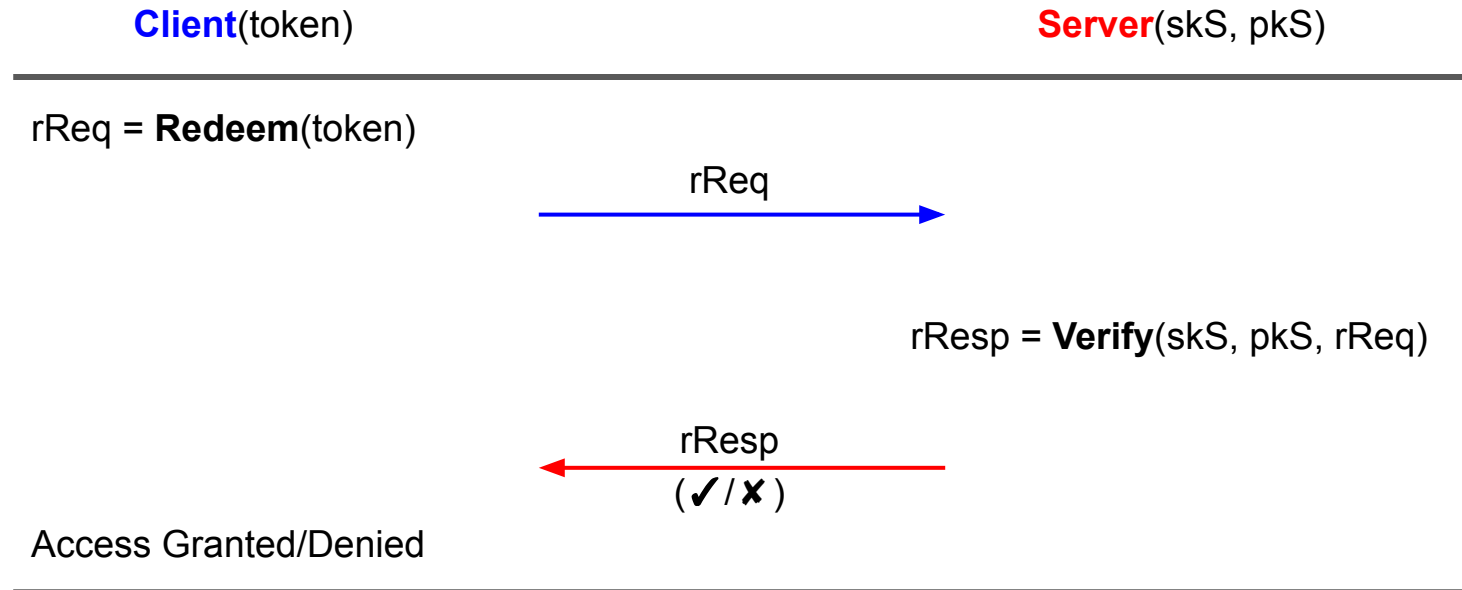 Client(token) Server(skS, pkS)
rReq = Redeem(token)
rReq
rResp = Verify(skS, pkS, rReq)
rResp
(✔/✘)
Access Granted/Denied